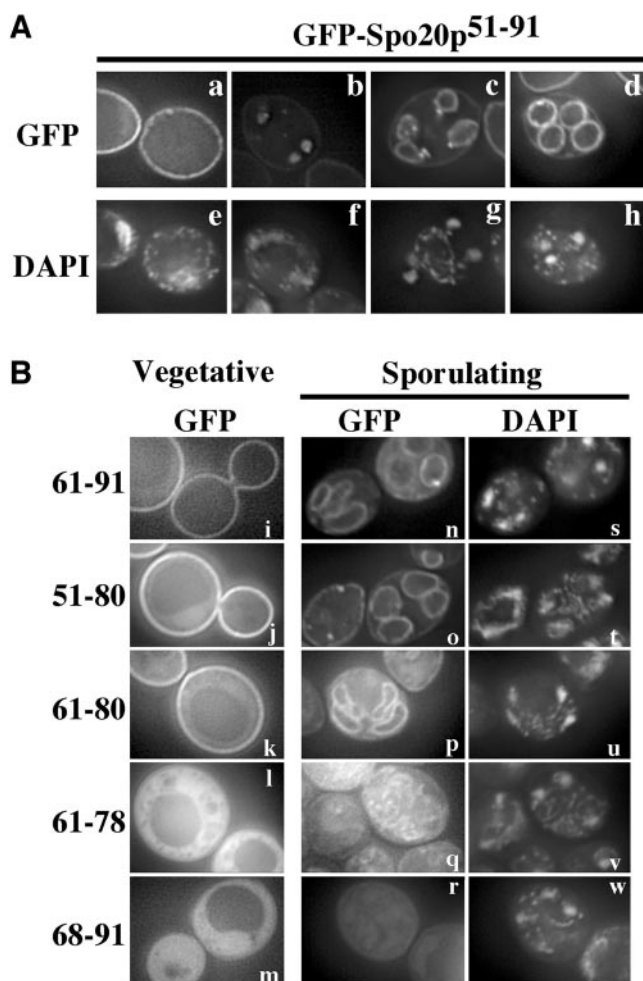 A
GFP-Spo20p51-91
GFP
a b c d
DAPI
e f g h
B
Vegetative Sporulating
GFP GFP DAPI
61-91
i n s
51-80
j o t
61-80
k p u
61-78
l q v
68-91
m r w